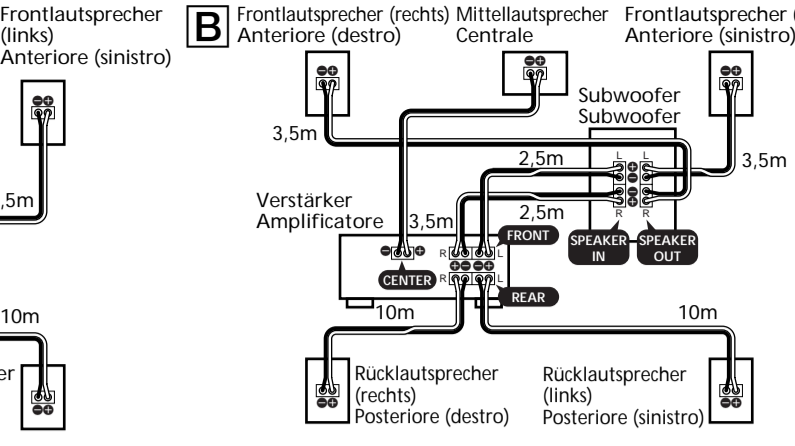 Frontlautsprecher
(links)
Anteriore (sinistro)
,5m
10m
er
B
Frontlautsprecher (rechts)
Anteriore (destro)
Mittellautsprecher
Centrale
Frontlautsprecher (
Anteriore (sinistro)
Subwoofer
Subwoofer
3,5m
2,5m
3,5m
L L
Verstärker
Amplificatore
3,5m
2,5m
R R
FRONT
SPEAKER IN
SPEAKER OUT
R L
CENTER
R L
REAR
10m
10m
Rücklautsprecher
(rechts)
Posteriore (destro)
Rücklautsprecher
(links)
Posteriore (sinistro)